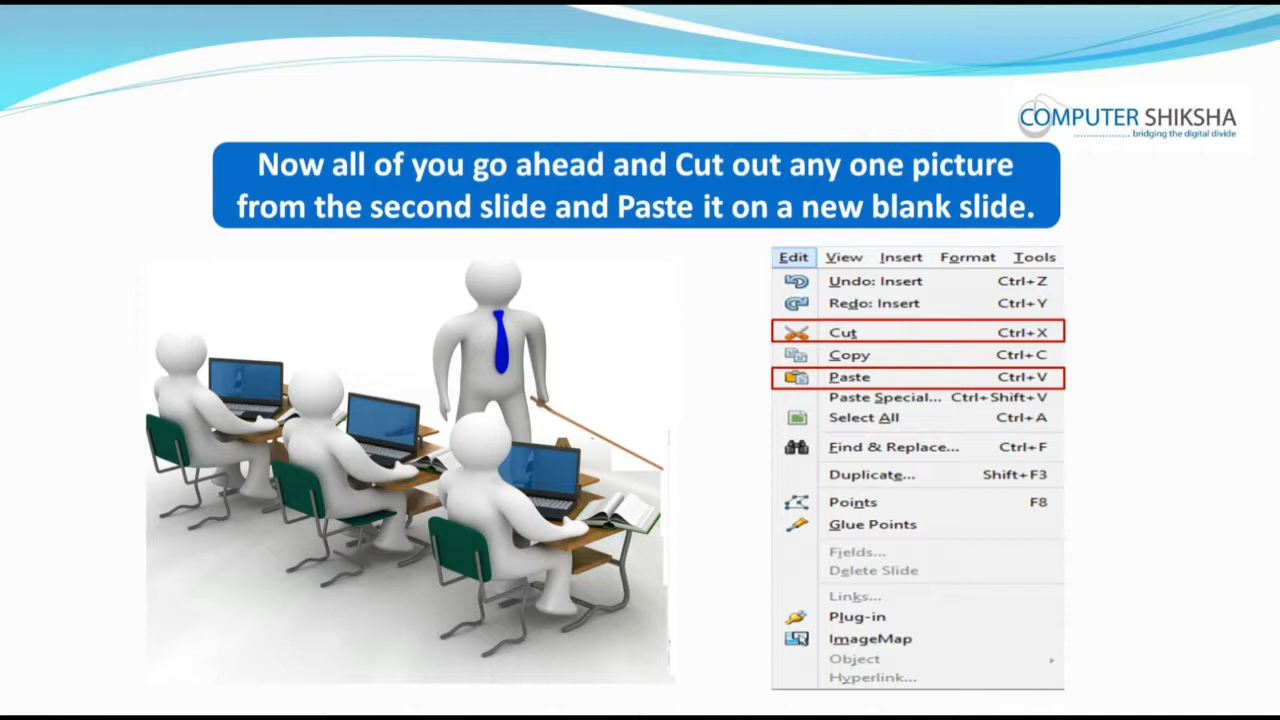 COMPUTER SHIKSHA
bridging the digital divide
Now all of you go ahead and Cut out any one picture
from the second slide and Paste it on a new blank slide.
Edit View Insert Format Tools
Undo: Insert Ctrl+Z
Redo: Insert Ctrl+Y
Cut Ctrl+X
Copy Ctrl+C
Paste Ctrl+V
Paste Special... Ctrl+Shift+V
Select All Ctrl+A
Find & Replace... Ctrl+F
Duplicate... Shift+F3
Points F8
Glue Points
Fields...
Delete Slide
Links...
Plug-in
ImageMap
Object
Hyperlink...